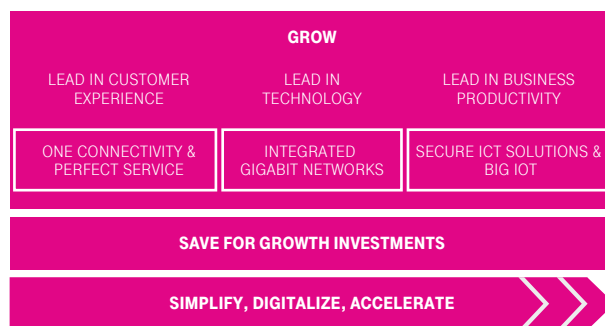 GROW
LEAD IN CUSTOMER
EXPERIENCE
LEAD IN
TECHNOLOGY
LEAD IN BUSINESS
PRODUCTIVITY
ONE CONNECTIVITY &
PERFECT SERVICE
INTEGRATED
GIGABIT NETWORKS
SECURE ICT SOLUTIONS &
BIG IOT
SAVE FOR GROWTH INVESTMENTS
SIMPLIFY, DIGITALIZE, ACCELERATE